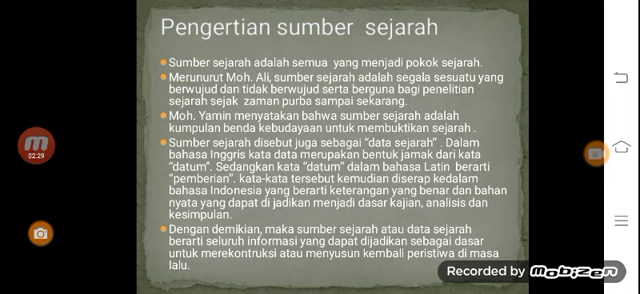 Pengertian sumber sejarah
Sumber sejarah adalah semua yang menjadi pokok sejarah.
Merunurut Moh. Ali, sumber sejarah adalah segala sesuatu yang
berwujud dan tidak berwujud serta berguna bagi penelitian
sejarah sejak zaman purba sampai sekarang.
Moh. Yamin menyatakan bahwa sumber sejarah adalah
kumpulan benda kebudayaan untuk membuktikan sejarah .
Sumber sejarah disebut juga sebagai “data sejarah” . Dalam
bahasa Inggris kata data merupakan bentuk jamak dari kata
“datum”. Sedangkan kata “datum” dalam bahasa Latin berarti
“pemberian”. kata-kata tersebut kemudian diserap kedalam
bahasa Indonesia yang berarti keterangan yang benar dan bahan
nyata yang dapat di jadikan menjadi dasar kajian, analisis dan
kesimpulan.
Dengan demikian, maka sumber sejarah atau data sejarah
berarti seluruh informasi yang dapat dijadikan sebagai dasar
untuk merekontruksi atau menyusun kembali peristiwa di masa
lalu.
02:29
Recorded by mobizen